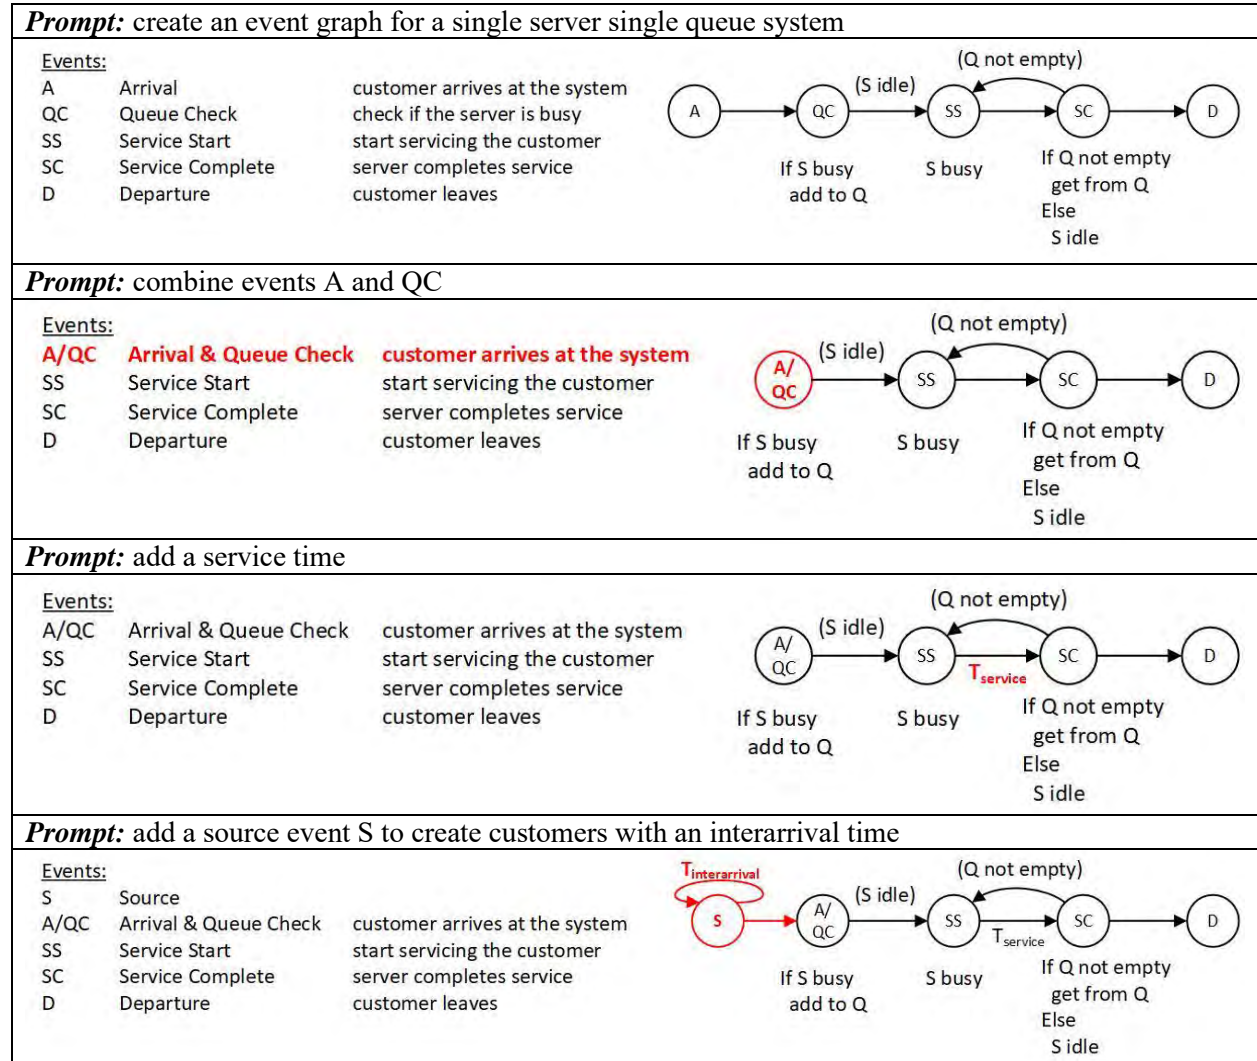 Prompt: create an event graph for a single server single queue system
Events:
A Arrival customer arrives at the system
QC Queue Check check if the server is busy
SS Service Start start servicing the customer
SC Service Complete server completes service
D Departure customer leaves
(Q not empty)
(S idle)
A QC SS SC D
If S busy
add to Q
S busy
If Q not empty
get from Q
Else
S idle
Prompt: combine events A and QC
Events:
A/QC Arrival & Queue Check customer arrives at the system
SS Service Start start servicing the customer
SC Service Complete server completes service
D Departure customer leaves
(Q not empty)
(S idle)
A/
QC
SS SC D
If S busy
add to Q
S busy
If Q not empty
get from Q
Else
S idle
Prompt: add a service time
Events:
A/QC Arrival & Queue Check customer arrives at the system
SS Service Start start servicing the customer
SC Service Complete server completes service
D Departure customer leaves
(Q not empty)
(S idle)
A/
QC
SS SC D
Tservice
If S busy
add to Q
S busy
If Q not empty
get from Q
Else
S idle
Prompt: add a source event S to create customers with an interarrival time
Events:
S Source
A/QC Arrival & Queue Check customer arrives at the system
SS Service Start start servicing the customer
SC Service Complete server completes service
D Departure customer leaves
Tinterarrival
(Q not empty)
(S idle)
S
A/
QC
SS SC D
Tservice
If S busy
add to Q
S busy
If Q not empty
get from Q
Else
S idle